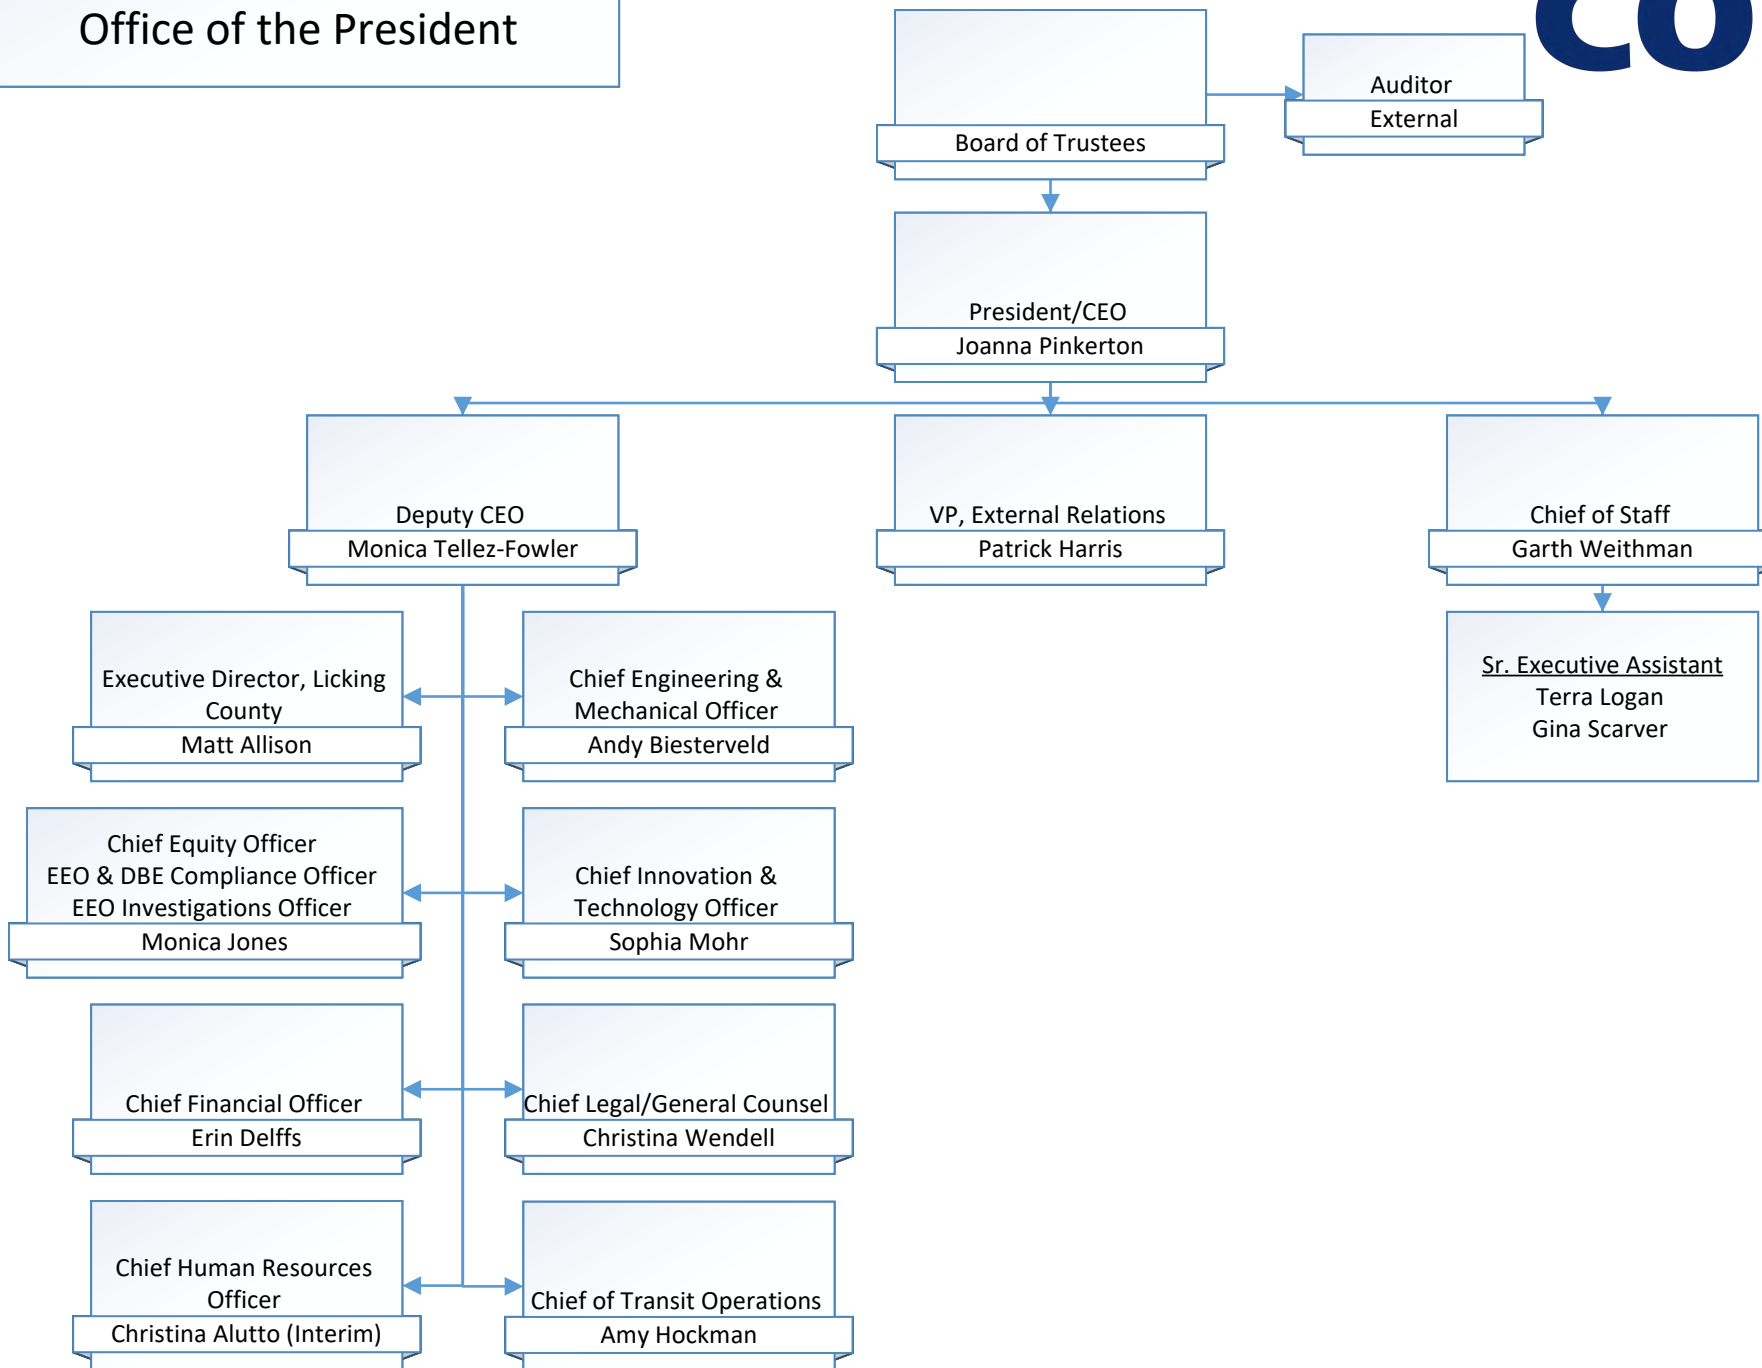 Office of the President
co
Auditor
External
Board of Trustees
President/CEO
Joanna Pinkerton
Deputy CEO
Monica Tellez-Fowler
VP, External Relations
Patrick Harris
Chief of Staff
Garth Weithman
Executive Director, Licking
County
Matt Allison
Chief Engineering &
Mechanical Officer
Andy Biesterveld
Sr. Executive Assistant
Terra Logan
Gina Scarver
Chief Equity Officer
EEO & DBE Compliance Officer
EEO Investigations Officer
Monica Jones
Chief Innovation &
Technology Officer
Sophia Mohr
Chief Financial Officer
Erin Delffs
Chief Legal/General Counsel
Christina Wendell
Chief Human Resources
Officer
Christina Alutto (Interim)
Chief of Transit Operations
Amy Hockman